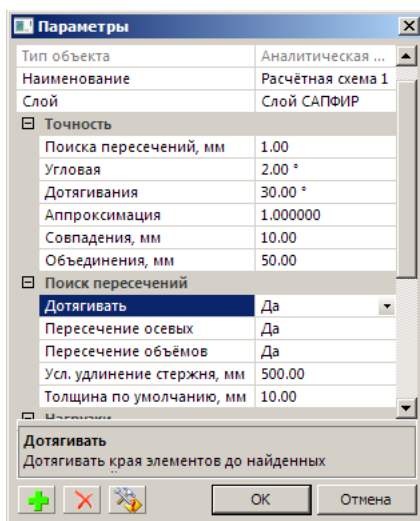 Параметры
Тип объекта Аналитическая ...
Наименование Расчётная схема 1
Слой Слой САПФИР
Точность
Поиска пересечений, мм 1.00
Угловая 2.00 °
Дотягивания 30.00 °
Аппроксимация 1.000000
Совпадения, мм 10.00
Объединения, мм 50.00
Поиск пересечений
Дотягивать Да
Пересечение осевых Да
Пересечение объёмов Да
Усл. удлинение стержня, мм 500.00
Толщина по умолчанию, мм 10.00
Нагрузки
Дотягивать
Дотягивать края элементов до найденных
OK Отмена